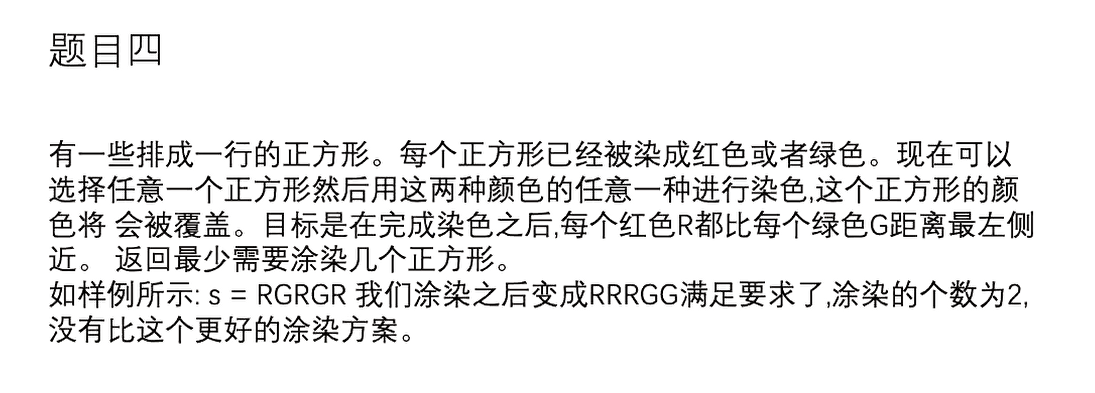 题目四
有一些排成一行的正方形。每个正方形已经被染成红色或者绿色。现在可以
选择任意一个正方形然后用这两种颜色的任意一种进行染色,这个正方形的颜
色将 会被覆盖。目标是在完成染色之后,每个红色R都比每个绿色G距离最左侧
近。 返回最少需要涂染几个正方形。
如样例所示: s = RGRGR 我们涂染之后变成RRRGG满足要求了,涂染的个数为2,
没有比这个更好的涂染方案。